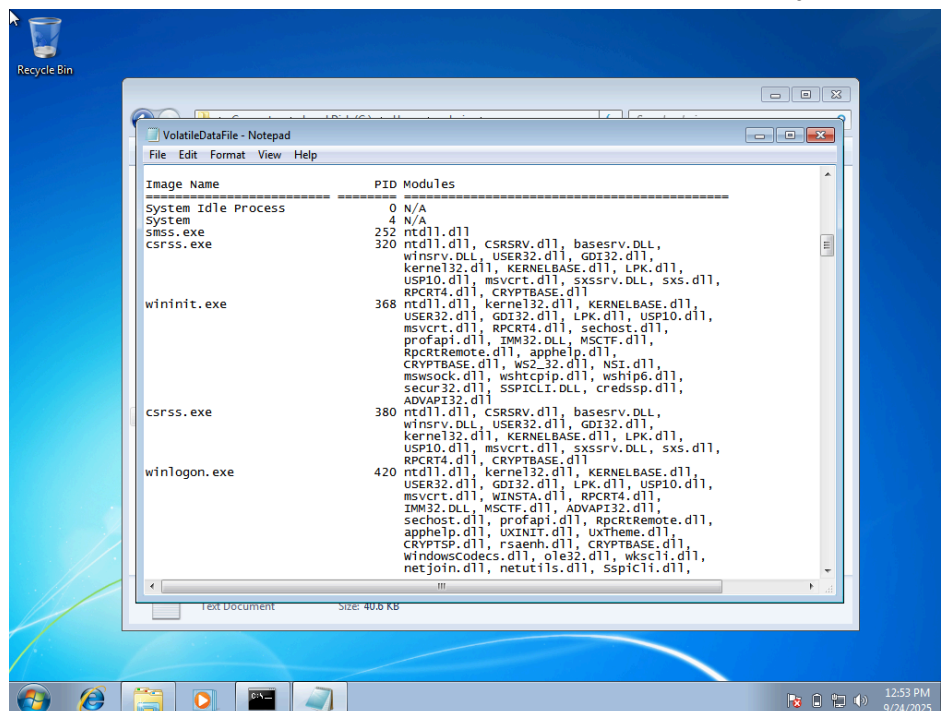 Recycle Bin
VolatileDataFile - Notepad
File Edit Format View Help
Image Name PID Modules
========================= ======== ============================================
System Idle Process 0 N/A
System 4 N/A
smss.exe 252 ntdll.dll
csrss.exe 320 ntdll.dll, CSRSRV.dll, basesrv.DLL,
winsrv.DLL, USER32.dll, GDI32.dll,
kernel32.dll, KERNELBASE.dll, LPK.dll,
USP10.dll, msvcrt.dll, sxssrv.DLL, sxs.dll,
RPCRT4.dll, CRYPTBASE.dll
wininit.exe 368 ntdll.dll, kernel32.dll, KERNELBASE.dll,
USER32.dll, GDI32.dll, LPK.dll, USP10.dll,
msvcrt.dll, RPCRT4.dll, sechost.dll,
profapi.dll, IMM32.DLL, MSCTF.dll,
RpcRtRemote.dll, apphelp.dll,
CRYPTBASE.dll, WS2_32.dll, NSI.dll,
mswsock.dll, wshtcpip.dll, wship6.dll,
secur32.dll, SSPICLI.DLL, credssp.dll,
ADVAPI32.dll
csrss.exe 380 ntdll.dll, CSRSRV.dll, basesrv.DLL,
winsrv.DLL, USER32.dll, GDI32.dll,
kernel32.dll, KERNELBASE.dll, LPK.dll,
USP10.dll, msvcrt.dll, sxssrv.DLL, sxs.dll,
RPCRT4.dll, CRYPTBASE.dll
winlogon.exe 420 ntdll.dll, kernel32.dll, KERNELBASE.dll,
USER32.dll, GDI32.dll, LPK.dll, USP10.dll,
msvcrt.dll, WINSTA.dll, RPCRT4.dll,
IMM32.DLL, MSCTF.dll, ADVAPI32.dll,
sechost.dll, profapi.dll, RpcRtRemote.dll,
apphelp.dll, UXINIT.dll, UxTheme.dll,
CRYPTSP.dll, rsaenh.dll, CRYPTBASE.dll,
WindowsCodecs.dll, ole32.dll, wkscli.dll,
netjoin.dll, netutils.dll, SspiCli.dll,
Text Document Size: 40.6 KB
12:53 PM
9/24/2025